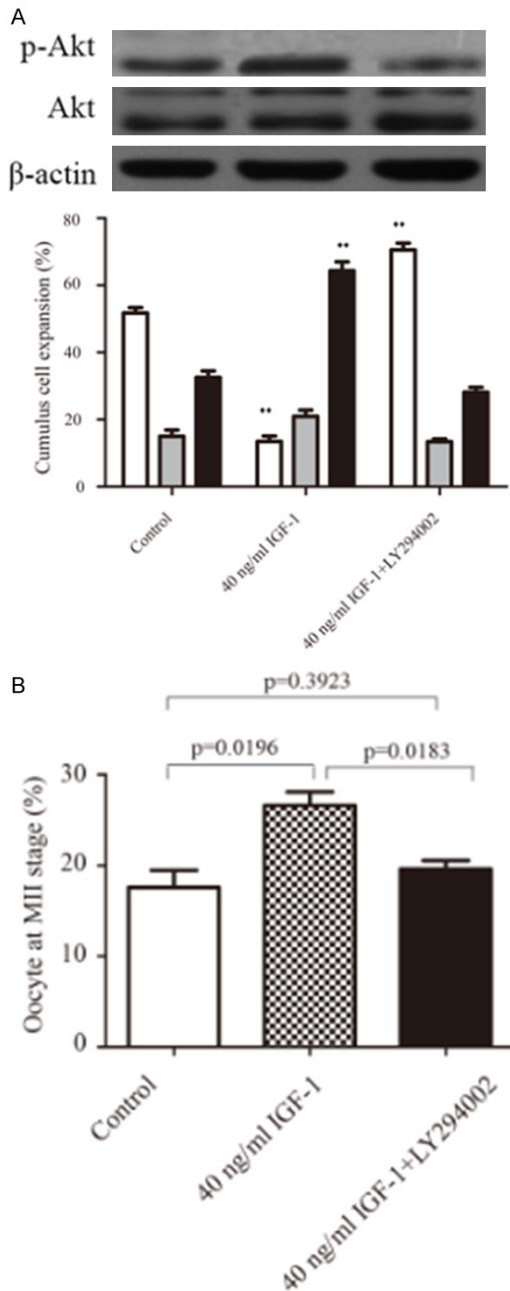 A
p-Akt
Akt
β-actin
Cumulus cell expansion (%)
80
60
40
20
0
**
**
**
Control
40 ng/ml IGF-1
40 ng/ml IGF-1+LY294002
B
p=0.3923
p=0.0196
p=0.0183
Oocyte at MII stage (%)
30
20
10
0
Control
40 ng/ml IGF-1
40 ng/ml IGF-1+LY294002